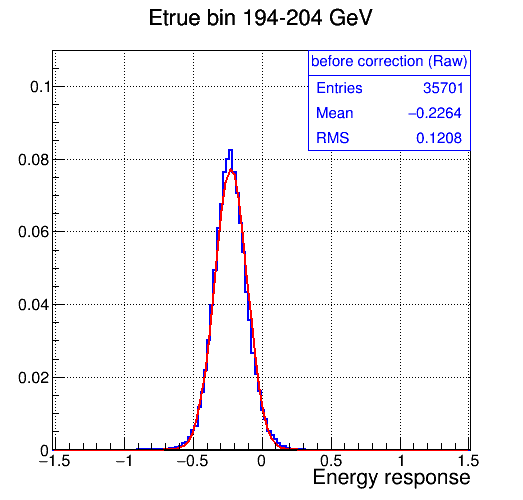 Etrue bin 194-204 GeV
before correction (Raw)
Entries 35701
Mean −0.2264
RMS 0.1208
0.1
0.08
0.06
0.04
0.02
0
−1.5 −1 −0.5 0 0.5 1 1.5
Energy response